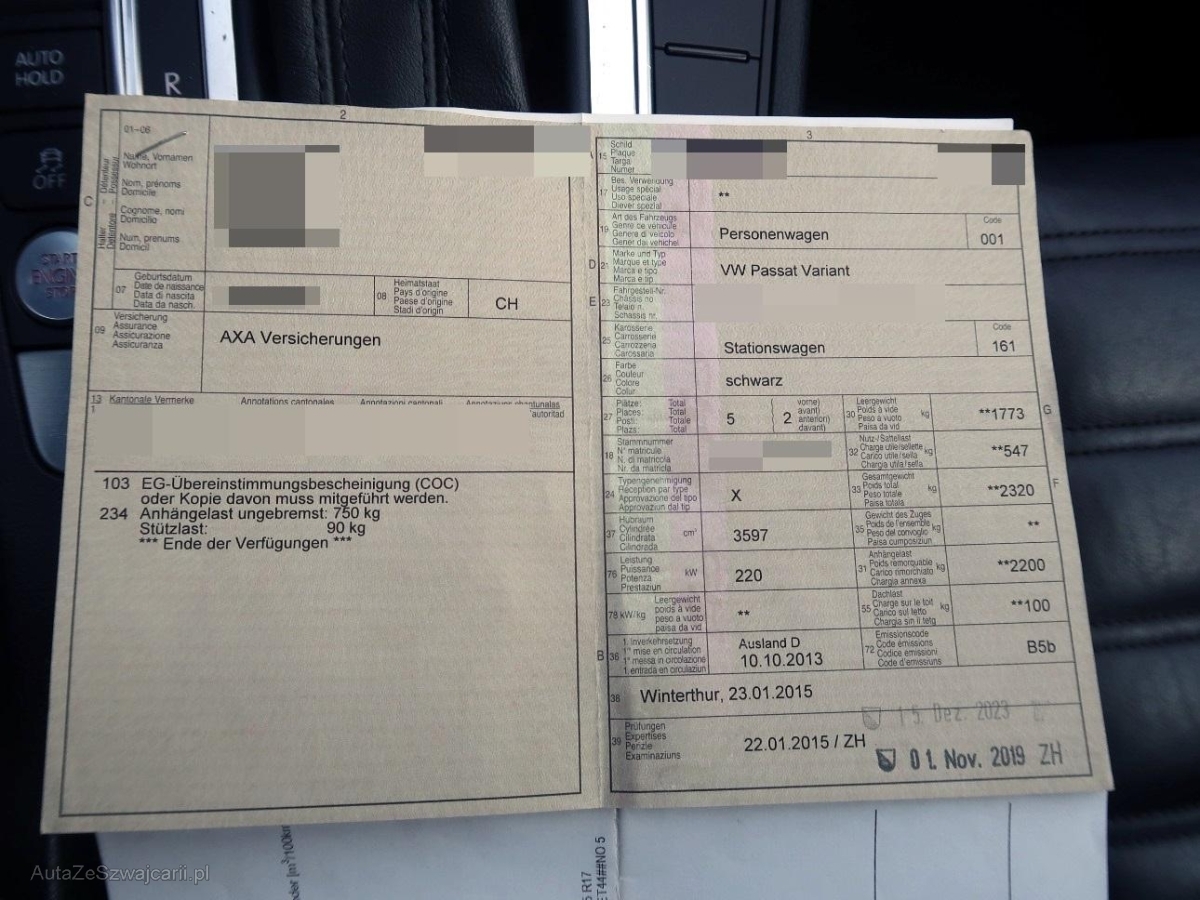 AUTO
HOLD
R
OFF
START
ENGINE
STOP
2
01-06
Name, Vornamen
Wohnort
Nom, prénoms
Domicile
Cognome, nomi
Domicilio
Num, prenums
Domicil
C
07
Geburtsdatum
Date de naissance
Data di nascita
Data da nasch.
08
Heimatstaat
Pays d'origine
Paese d'origine
Stadi d'origin
CH
09
Versicherung
Assurance
Assicurazione
Assicuranza
AXA Versicherungen
13 Kantonale Vermerke Annotations cantonales Annotazioni cantonali Annotaziuns chantunalas
1
103 EG-Übereinstimmungsbescheinigung (COC)
oder Kopie davon muss mitgeführt werden.
234 Anhängelast ungebremst: 750 kg
Stützlast: 90 kg
*** Ende der Verfügungen ***
3
A 15
Schild
Plaque
Targa
Numer
17
Bes. Verwendung
Usage spécial
Uso speciale
Diever spezial
**
19
Art des Fahrzeugs
Genre de véhicule
Genere di veicolo
Gener dal vehichel
Personenwagen
Code
001
D
Marke und Typ
Marque et type
Marca e tipo
Marca e tip
VW Passat Variant
E 23
Fahrgestell-Nr.
Châssis no
Telaio n.
Schassis nr.
25
Karosserie
Carrosserie
Carrozzeria
Carossaria
Stationswagen
Code
161
26
Farbe
Couleur
Colore
Colur
schwarz
27
Plätze: Total
Places: Total
Posti: Totale
Plazs: Total
5
2
vorne)
avant)
anteriori)
davant)
30
Leergewicht
Poids à vide
Peso a vuoto
Paisa da vid
kg
**1773
G
18
Stammnummer
N° matricule
N. di matricola
Nr. da matricla
32
Nutz-/Sattellast
Charge utile/sellette
Carico utile/sella
Chargia utila/sella
kg
**547
24
Typengenehmigung
Réception par type
Approvazione del tipo
Approvaziun dal tip
X
33
Gesamtgewicht
Poids total
Peso totale
Paisa totala
kg
**2320
F
37
Hubraum
Cylindrée
Cilindrata
Cilindrada
cm³
3597
35
Gewicht des Zuges
Poids de l'ensemble
Peso del convoglio
Paisa cumposiziun
kg
**
76
Leistung
Puissance
Potenza
Prestaziun
kW
220
31
Anhängelast
Poids remorquable
Carico rimorchiato
Chargia annexa
kg
**2200
78 kW/kg
Leergewicht
poids à vide
peso a vuoto
paisa da vid
**
55
Dachlast
Charge sur le toit
Carico sul tetto
Chargia sin il tetg
kg
**100
B 36
1. Inverkehrsetzung
1re mise en circulation
1a messa in circolazione
1. entrada en circulaziun
Ausland D
10.10.2013
72
Emissionscode
Code émissions
Codice emissioni
Code d'emissiuns
B5b
38
Winterthur, 23.01.2015
39
Prüfungen
Expertises
Perizie
Examinaziuns
22.01.2015 / ZH
15. Dez. 2023
01. Nov. 2019 ZH
AutaZeSzwajcarii.pl